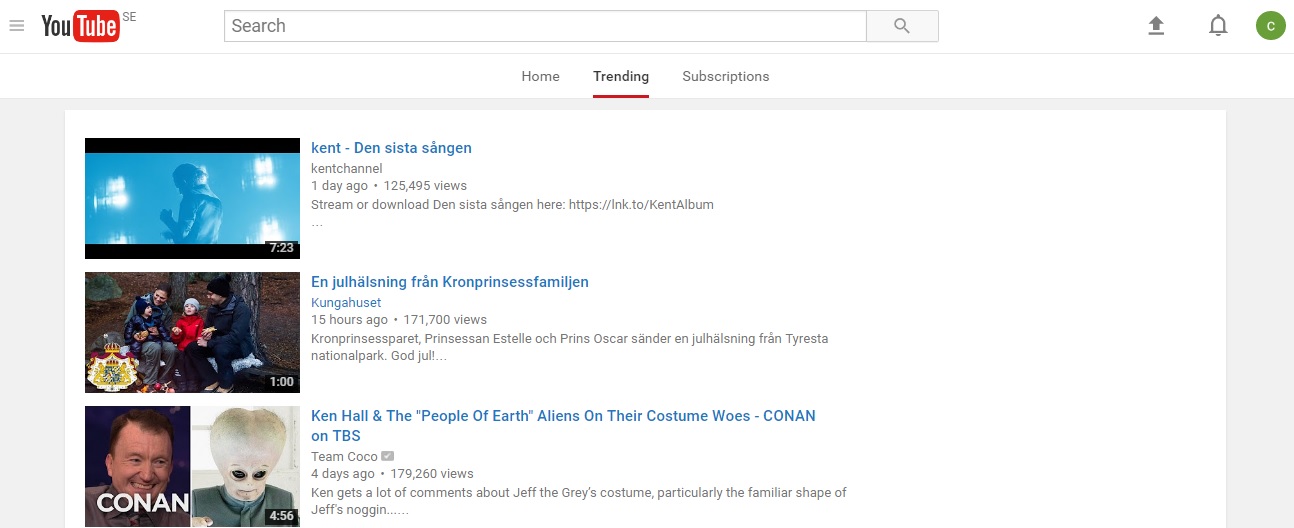 YouTube SE
Search
C
Home Trending Subscriptions
7:23
kent - Den sista sången
kentchannel
1 day ago • 125,495 views
Stream or download Den sista sången here: https://lnk.to/KentAlbum
...
1:00
En julhälsning från Kronprinsessfamiljen
Kungahuset
15 hours ago • 171,700 views
Kronprinsessparet, Prinsessan Estelle och Prins Oscar sänder en julhälsning från Tyresta
nationalpark. God jul!...
CONAN
4:56
Ken Hall & The "People Of Earth" Aliens On Their Costume Woes - CONAN
on TBS
Team Coco
4 days ago • 179,260 views
Ken gets a lot of comments about Jeff the Grey’s costume, particularly the familiar shape of
Jeff's noggin......